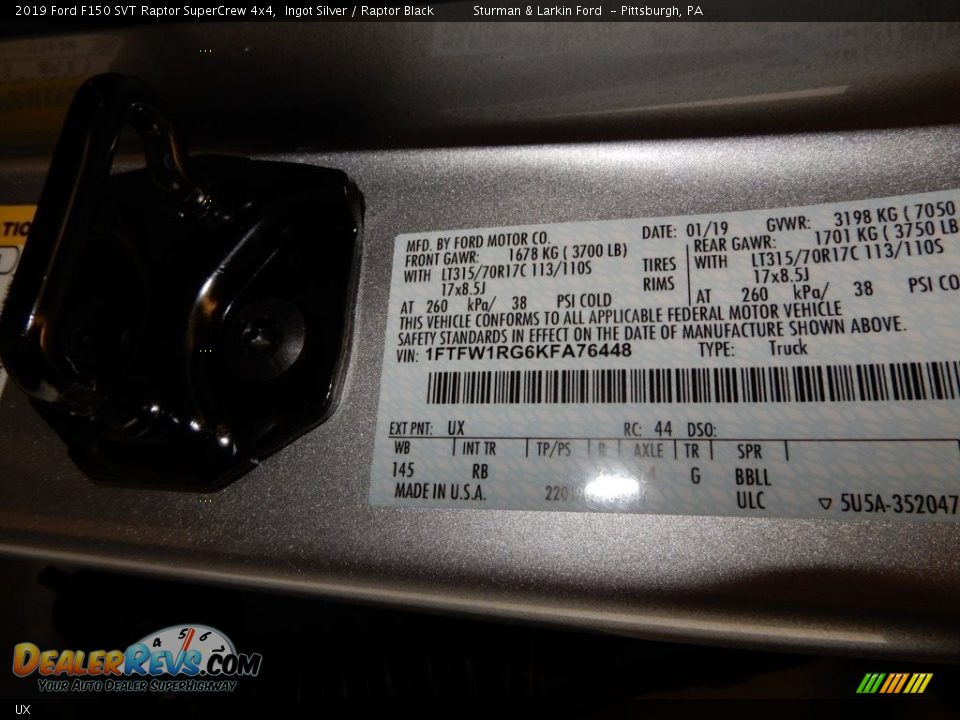 2019 Ford F150 SVT Raptor SuperCrew 4x4, Ingot Silver / Raptor Black Sturman & Larkin Ford - Pittsburgh, PA
MFD. BY FORD MOTOR CO. DATE: 01/19 GVWR: 3198 KG ( 7050
FRONT GAWR: 1678 KG ( 3700 LB) REAR GAWR: 1701 KG ( 3750 LB
WITH LT315/70R17C 113/110S TIRES WITH LT315/70R17C 113/110S
17x8.5J RIMS 17x8.5J
AT 260 kPa/ 38 PSI COLD AT 260 kPa/ 38 PSI CO
THIS VEHICLE CONFORMS TO ALL APPLICABLE FEDERAL MOTOR VEHICLE
SAFETY STANDARDS IN EFFECT ON THE DATE OF MANUFACTURE SHOWN ABOVE.
VIN: 1FTFW1RG6KFA76448 TYPE: Truck
EXT PNT: UX RC: 44 DSO:
WB INT TR TP/PS R AXLE TR SPR
145 RB G BBLL
MADE IN U.S.A. ULC 5U5A-352047
4 5 6
DEALERREVS.COM
YOUR AUTO DEALER SUPERHIGHWAY
UX